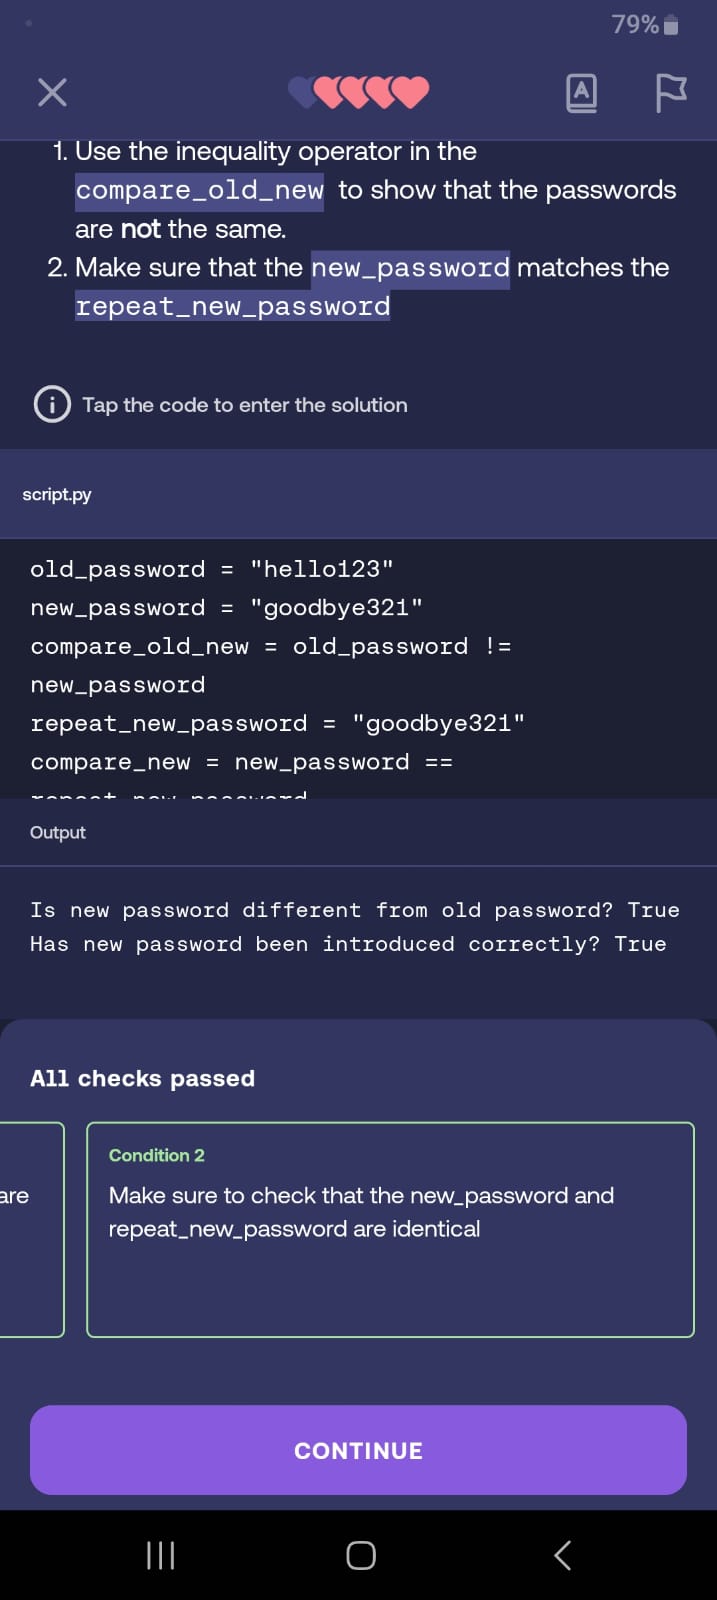 79%
1. Use the inequality operator in the
compare_old_new to show that the passwords
are not the same.
2. Make sure that the new_password matches the
repeat_new_password
Tap the code to enter the solution
script.py
old_password = "hello123"
new_password = "goodbye321"
compare_old_new = old_password !=
new_password
repeat_new_password = "goodbye321"
compare_new = new_password ==
repeat_new_password
Output
Is new password different from old password? True
Has new password been introduced correctly? True
All checks passed
are
Condition 2
Make sure to check that the new_password and
repeat_new_password are identical
CONTINUE